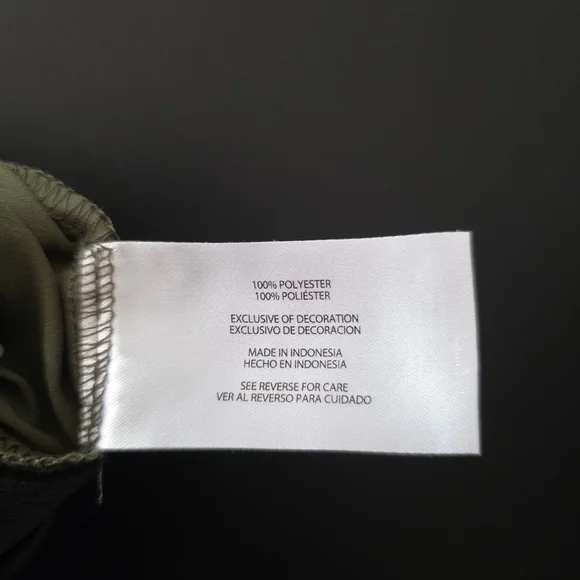 100% POLYESTER
100% POLIÉSTER
EXCLUSIVE OF DECORATION
EXCLUSIVO DE DECORACION
MADE IN INDONESIA
HECHO EN INDONESIA
SEE REVERSE FOR CARE
VER AL REVERSO PARA CUIDADO